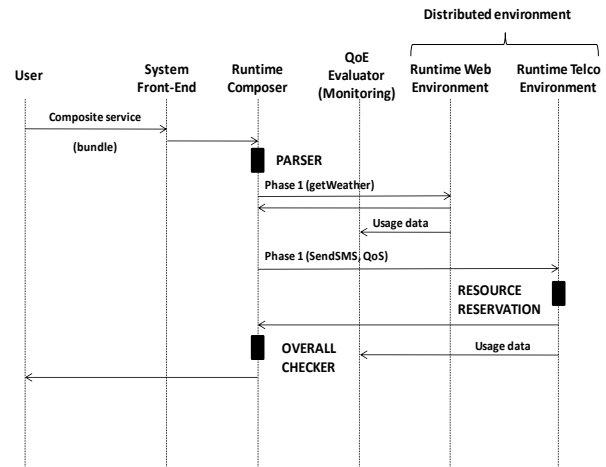 Distributed environment
User
System
Front-End
Runtime
Composer
QoE
Evaluator
(Monitoring)
Runtime Web
Environment
Runtime Telco
Environment
Composite service
(bundle)
PARSER
Phase 1 (getWeather)
Usage data
Phase 1 (SendSMS, QoS)
RESOURCE
RESERVATION
OVERALL
CHECKER
Usage data